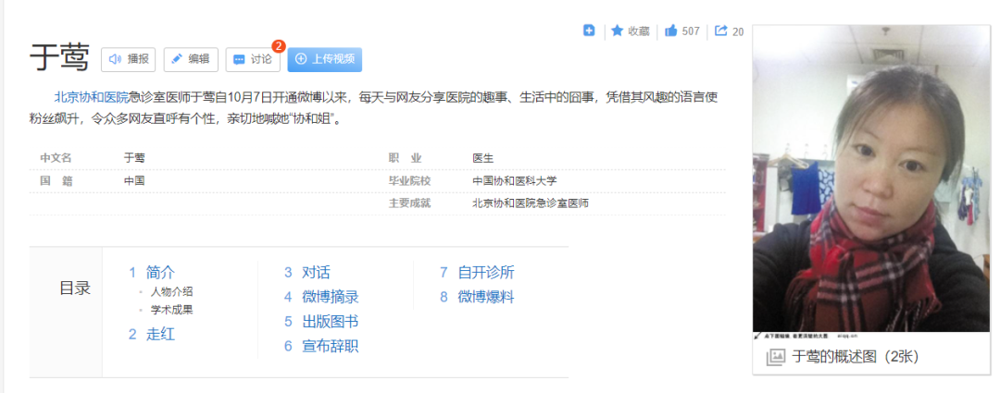 收藏 507 20
于莺 播报 编辑 讨论 2 上传视频
北京协和医院急诊室医师于莺自10月7日开通微博以来，每天与网友分享医院的趣事、生活中的囧事，凭借其风趣的语言使
粉丝飙升，令众多网友直呼有个性，亲切地喊她“协和姐”。
中文名 于莺 职 业 医生
国 籍 中国 毕业院校 中国协和医科大学
主要成就 北京协和医院急诊室医师
目录
1 简介
人物介绍
学术成果
2 走红
3 对话
4 微博摘录
5 出版图书
6 宣布辞职
7 自开诊所
8 微博爆料
于莺的概述图（2张）